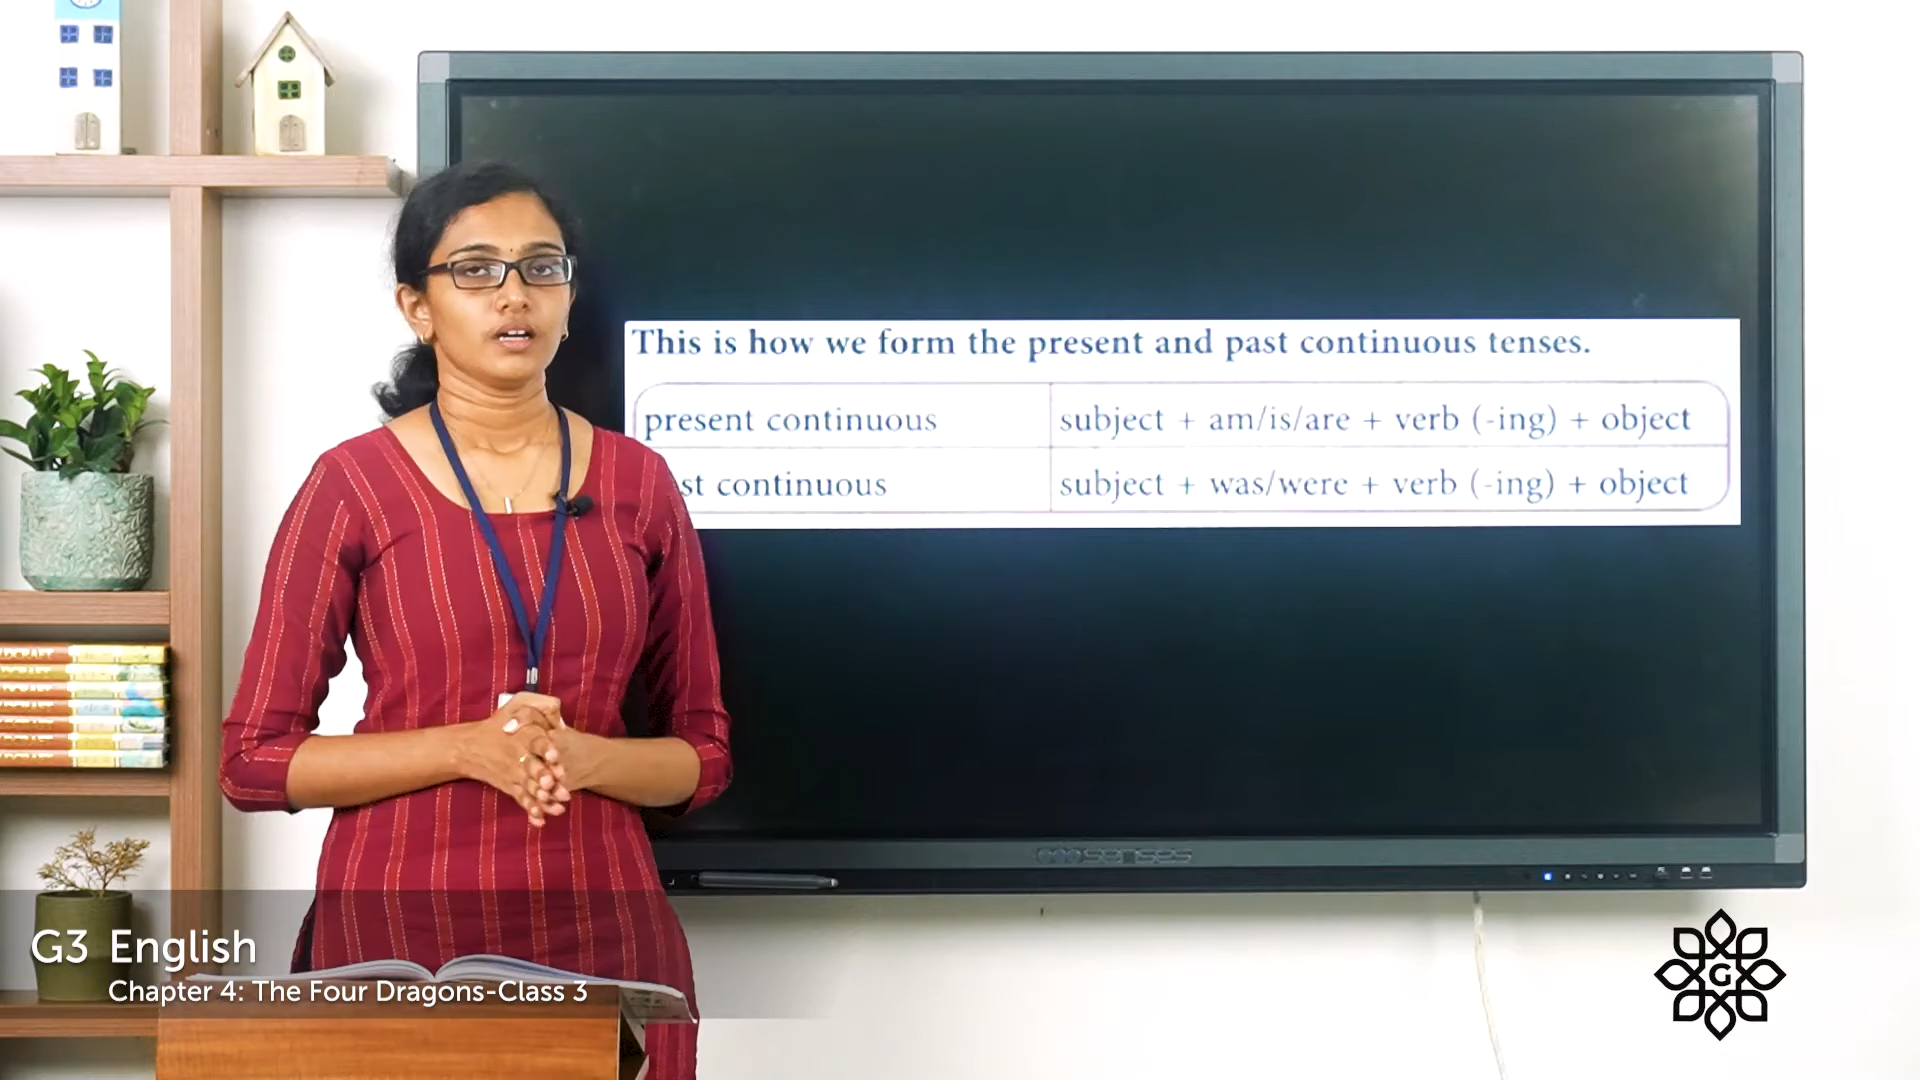 This is how we form the present and past continuous tenses.
present continuous subject + am/is/are + verb (-ing) + object
st continuous subject + was/were + verb (-ing) + object
senses
G3 English
Chapter 4: The Four Dragons-Class 3
G